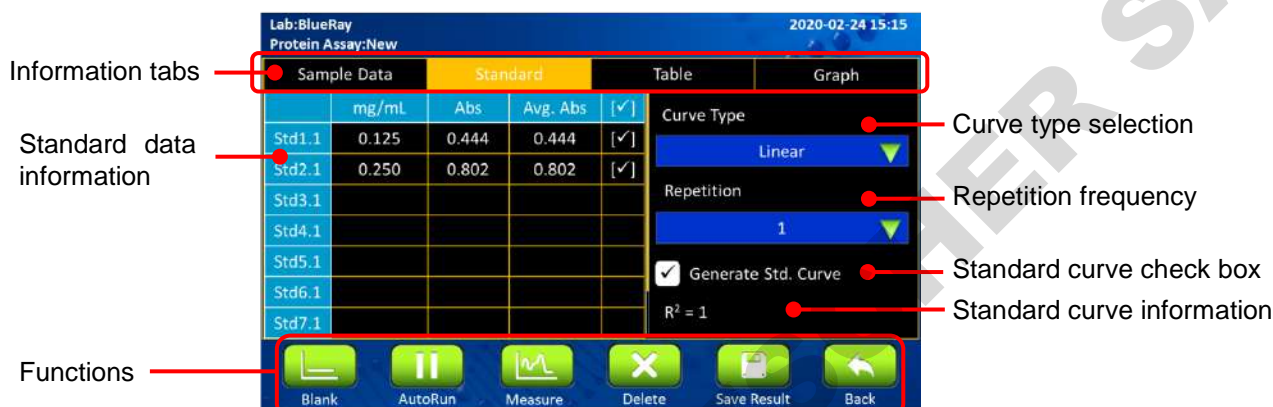 Lab:BlueRay 2020-02-24 15:15
Protein Assay:New
Information tabs
Sample Data Standard Table Graph
mg/mL Abs Avg. Abs [✓]
Std1.1 0.125 0.444 0.444 [✓]
Std2.1 0.250 0.802 0.802 [✓]
Std3.1
Std4.1
Std5.1
Std6.1
Std7.1
Standard data
information
Curve Type
Linear
Repetition
1
✓ Generate Std. Curve
R² = 1
Curve type selection
Repetition frequency
Standard curve check box
Standard curve information
Functions
Blank AutoRun Measure Delete Save Result Back